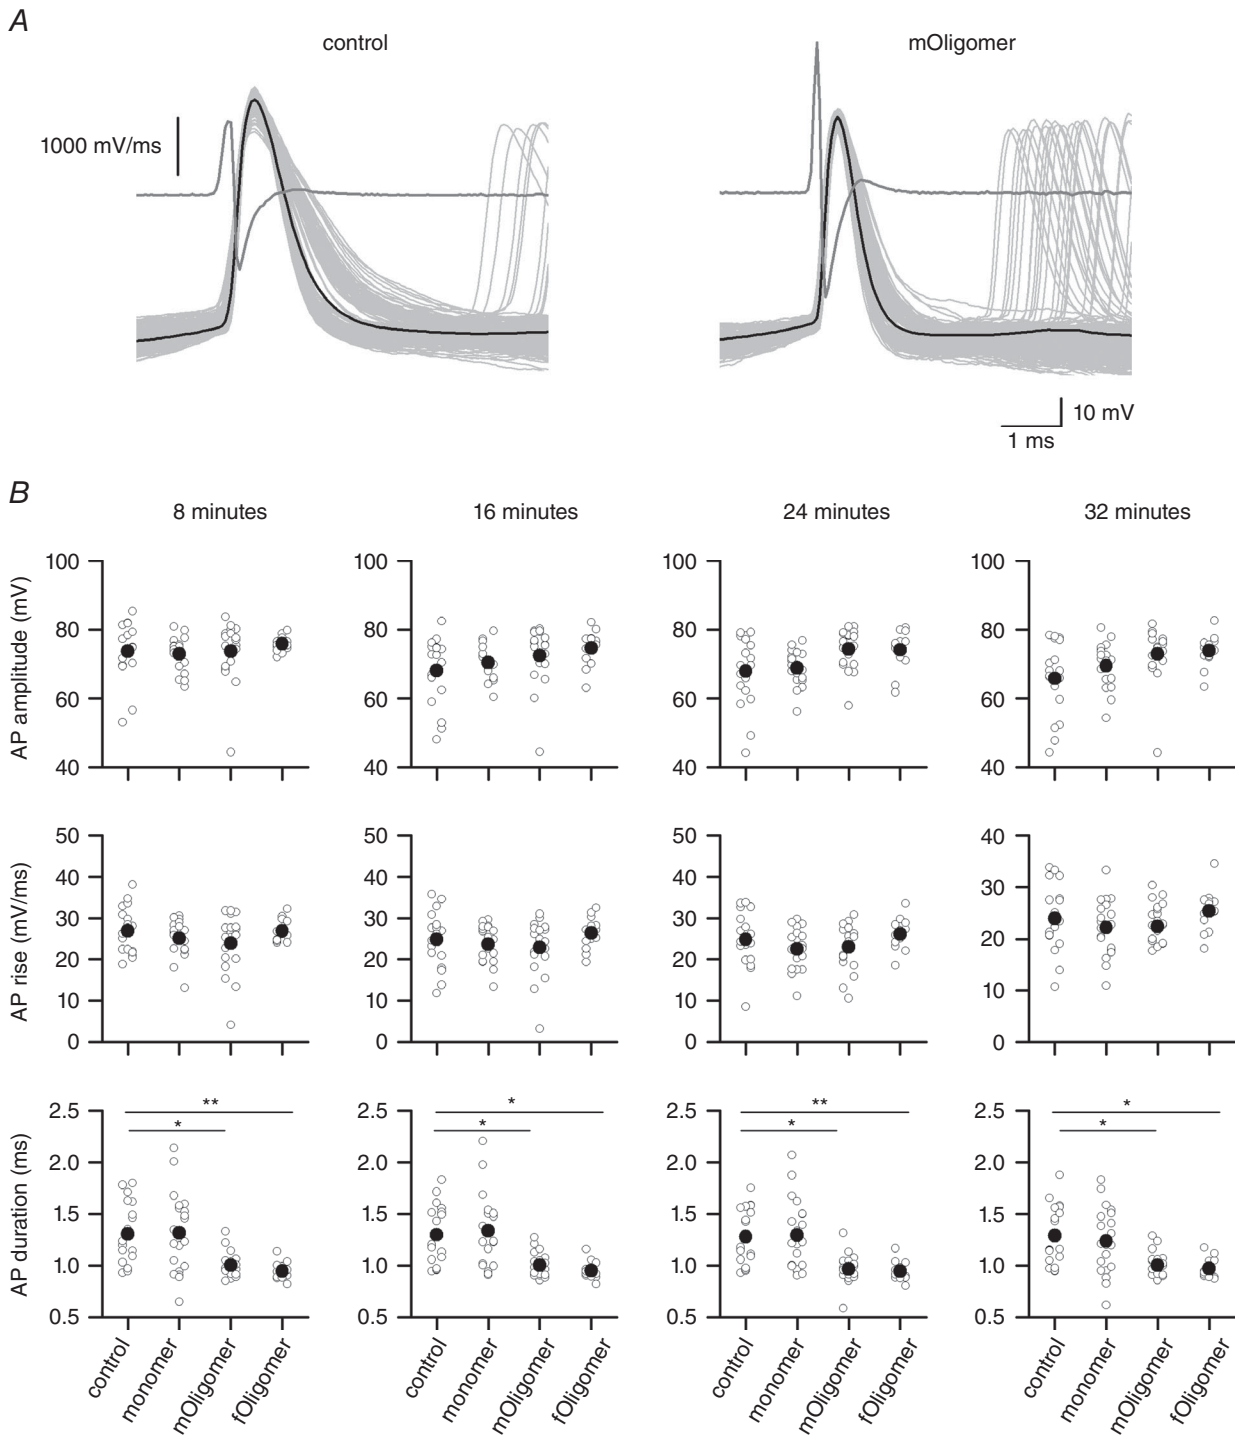 A
control mOligomer
1000 mV/ms
10 mV
1 ms
B
8 minutes 16 minutes 24 minutes 32 minutes
AP amplitude (mV)
100 100 100 100
80 80 80 80
60 60 60 60
40 40 40 40
AP rise (mV/ms)
50 50 50 40
40 40 40 30
30 30 30 20
20 20 20 10
10 10 10
0 0 0 0
AP duration (ms)
** * ** *
* * * *
2.5 2.5 2.5 2.5
2.0 2.0 2.0 2.0
1.5 1.5 1.5 1.5
1.0 1.0 1.0 1.0
0.5 0.5 0.5 0.5
control monomer mOligomer fOligomer control monomer mOligomer fOligomer control monomer mOligomer fOligomer control monomer mOligomer fOligomer